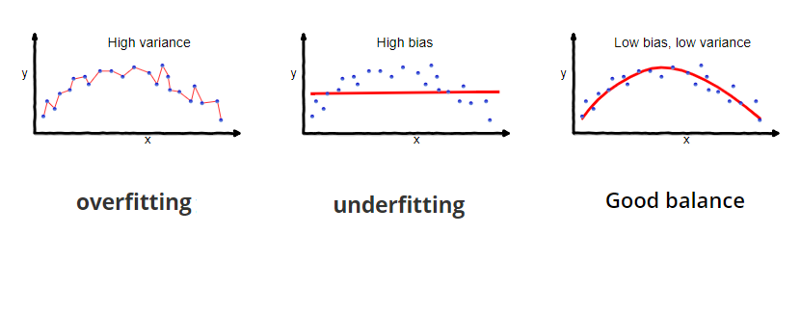 High variance
y
x
overfitting
High bias
y
x
underfitting
Low bias, low variance
y
x
Good balance